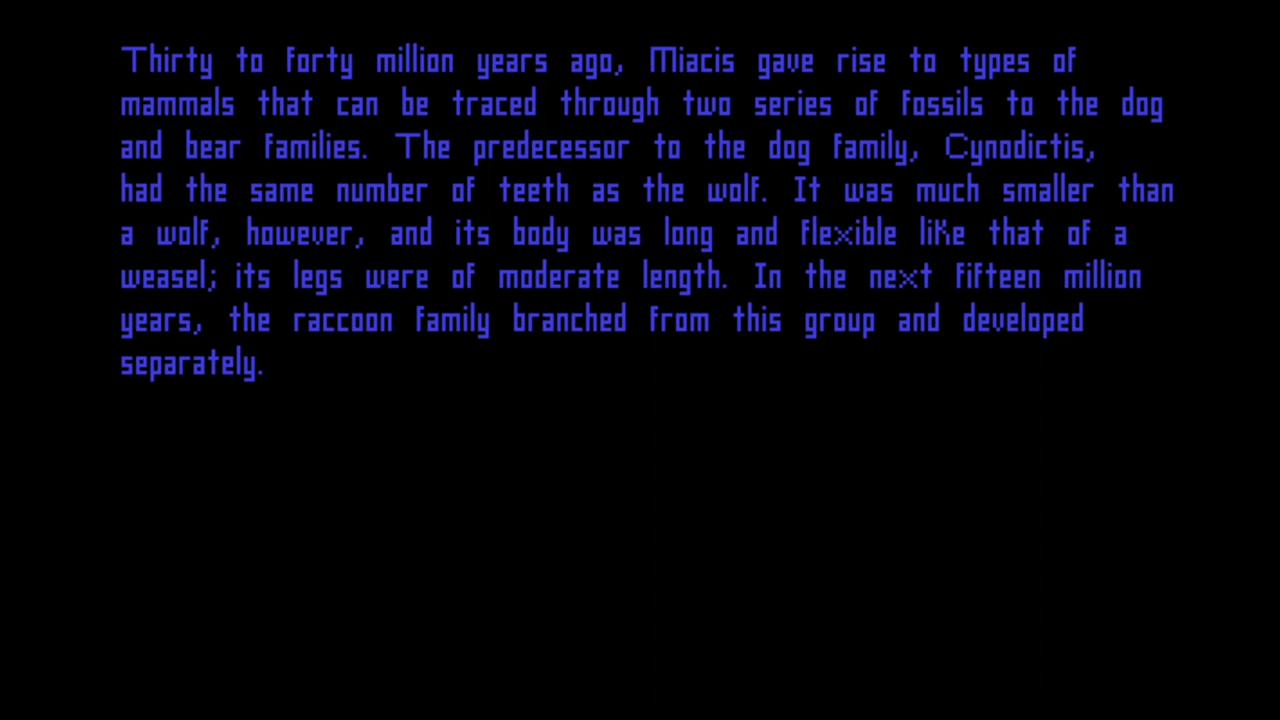 Thirty to forty million years ago, Miacis gave rise to types of
mammals that can be traced through two series of fossils to the dog
and bear families. The predecessor to the dog family, Cynodictis,
had the same number of teeth as the wolf. It was much smaller than
a wolf, however, and its body was long and flexible like that of a
weasel; its legs were of moderate length. In the next fifteen million
years, the raccoon family branched from this group and developed
separately.